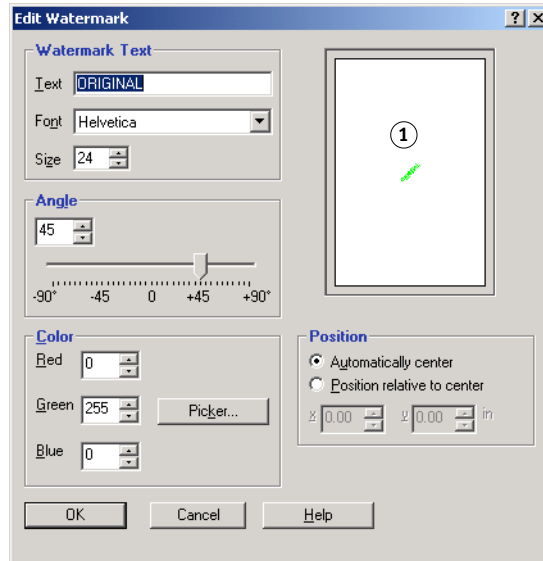 Edit Watermark
? X
Watermark Text
Text ORIGINAL
Font Helvetica
Size 24
1
Angle
45
-90° -45 0 +45 +90°
Color
Red 0
Green 255 Picker...
Blue 0
Position
Automatically center
Position relative to center
x 0.00 y 0.00 in
OK Cancel Help